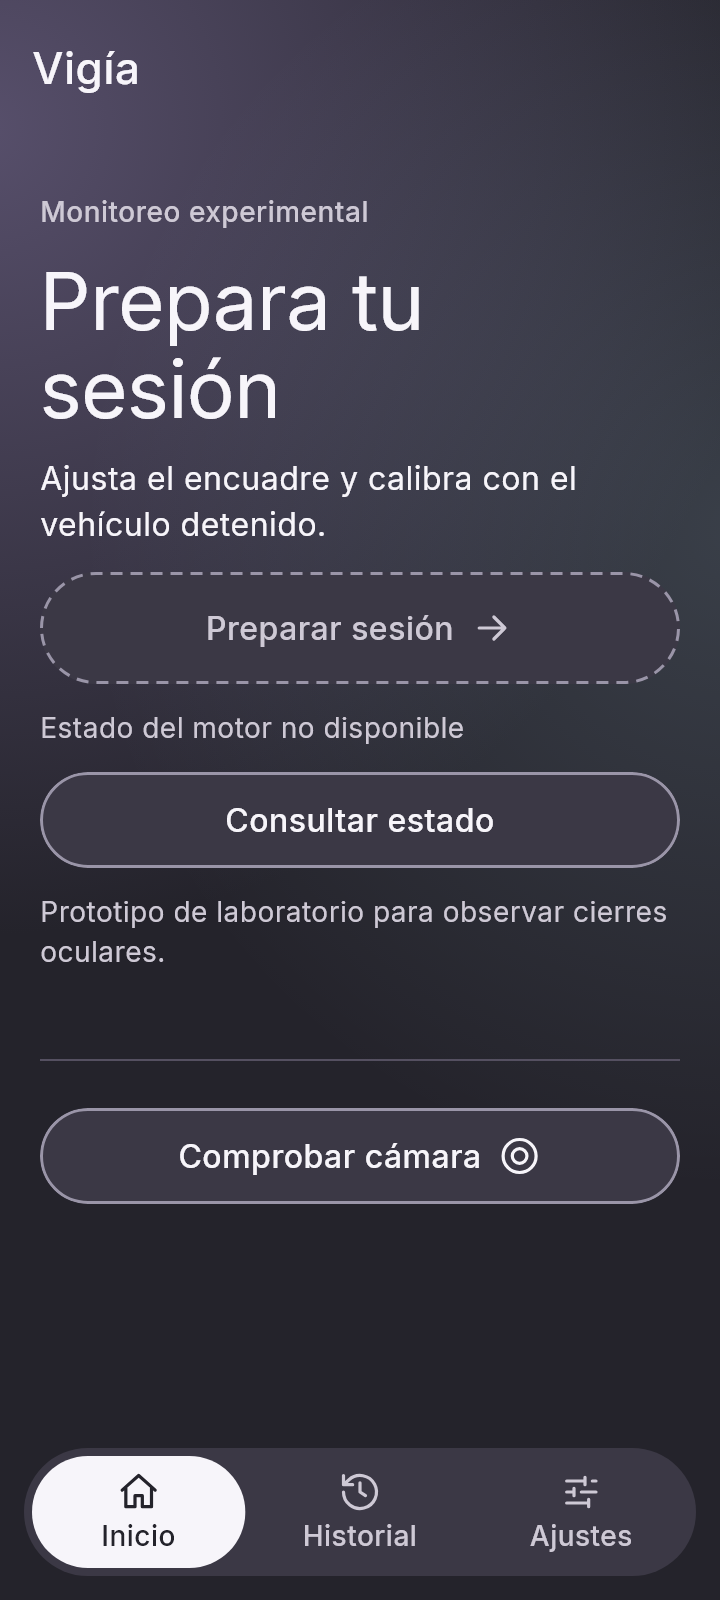 Vigía
Monitoreo experimental
Prepara tu
sesión
Ajusta el encuadre y calibra con el
vehículo detenido.
Preparar sesión
Estado del motor no disponible
Consultar estado
Prototipo de laboratorio para observar cierres
oculares.
Comprobar cámara
Inicio
Historial
Ajustes